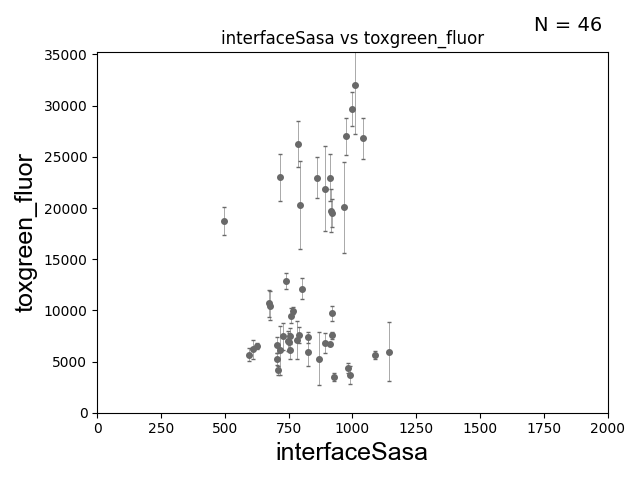 N = 46
interfaceSasa vs toxgreen_fluor
35000
30000
25000
20000
15000
10000
5000
0
toxgreen_fluor
0 250 500 750 1000 1250 1500 1750 2000
interfaceSasa